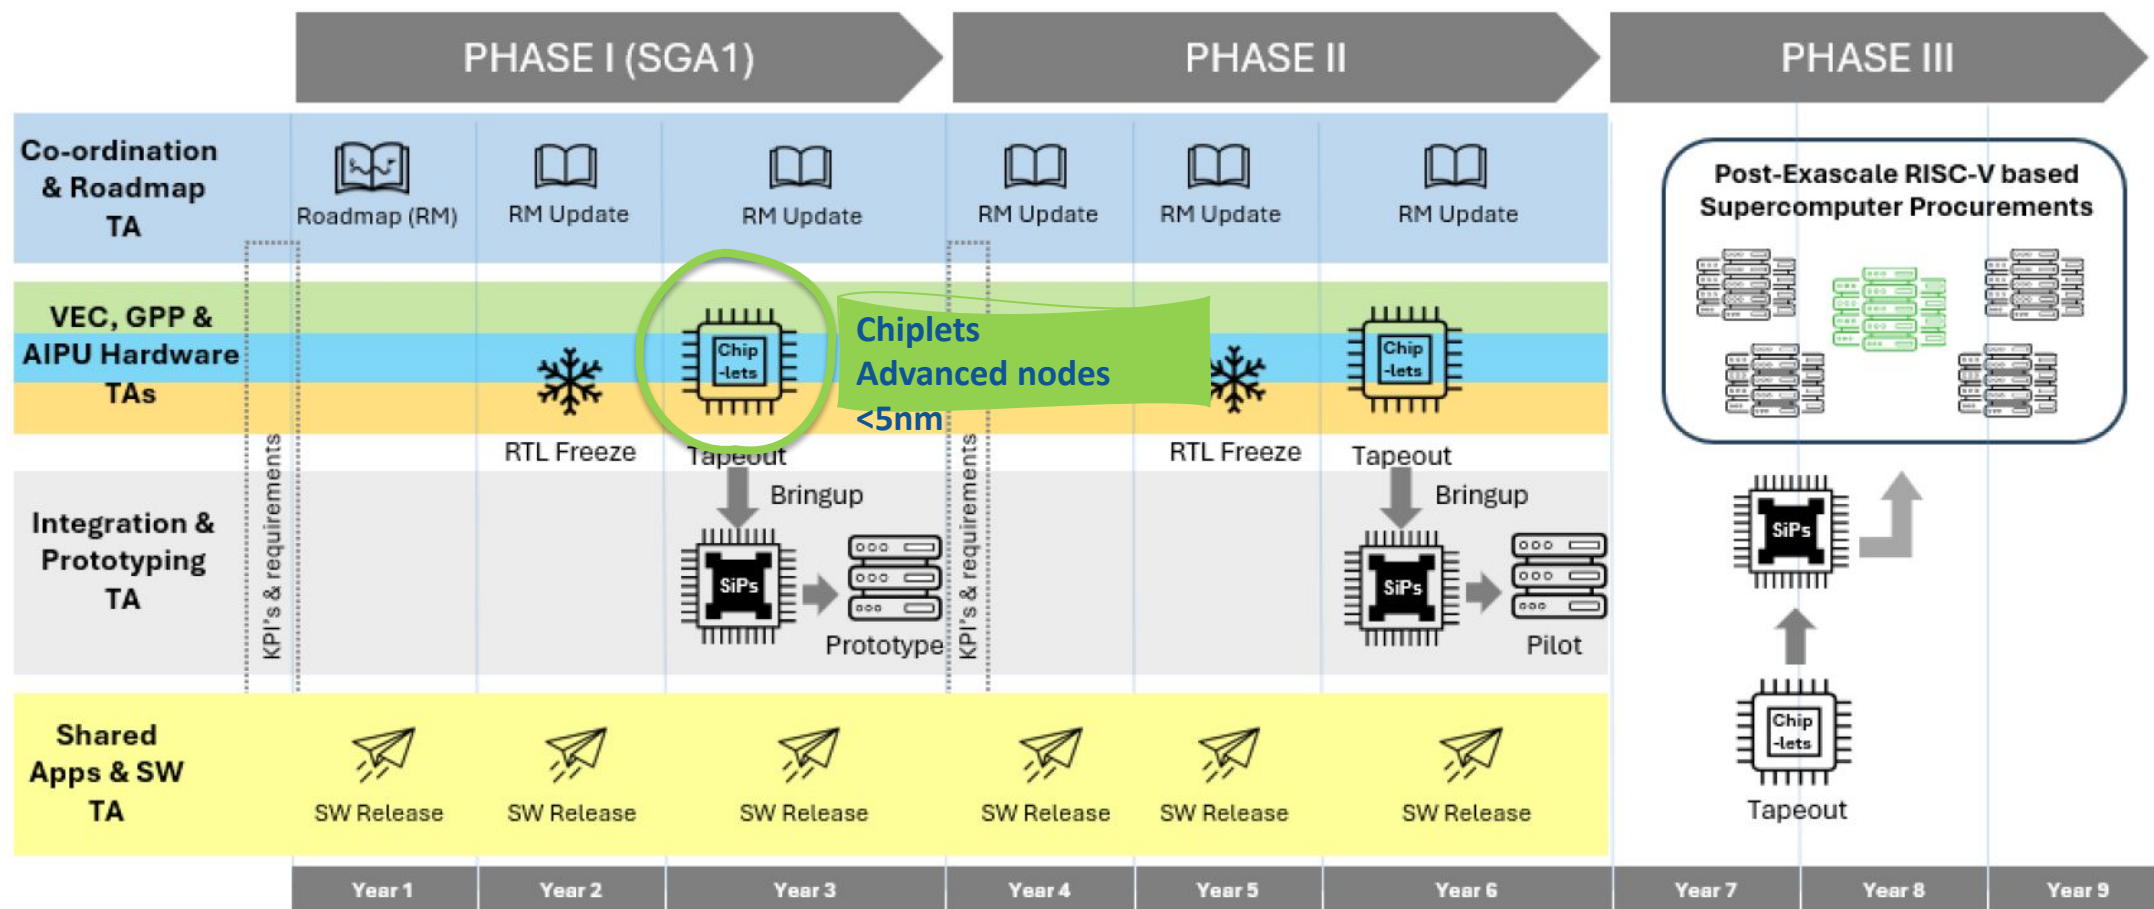 PHASE I (SGA1)
PHASE II
PHASE III
Co-ordination
& Roadmap
TA
Roadmap (RM)
RM Update
RM Update
RM Update
RM Update
RM Update
Post-Exascale RISC-V based
Supercomputer Procurements
VEC, GPP &
AIPU Hardware
TAs
RTL Freeze
Chip
-lets
Tapeout
Chiplets
Advanced nodes
<5nm
RTL Freeze
Chip
-lets
Tapeout
KPI's & requirements
KPI's & requirements
Integration &
Prototyping
TA
Bringup
SiPs
Prototype
Bringup
SiPs
Pilot
SiPs
Chip
-lets
Tapeout
Shared
Apps & SW
TA
SW Release
SW Release
SW Release
SW Release
SW Release
SW Release
Year 1
Year 2
Year 3
Year 4
Year 5
Year 6
Year 7
Year 8
Year 9